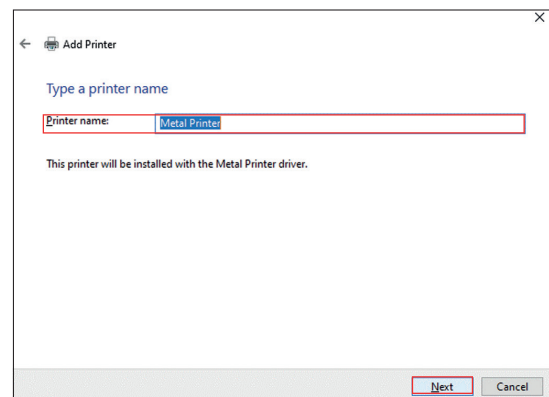 Add Printer
Type a printer name
Printer name: Metal Printer
This printer will be installed with the Metal Printer driver.
Next Cancel